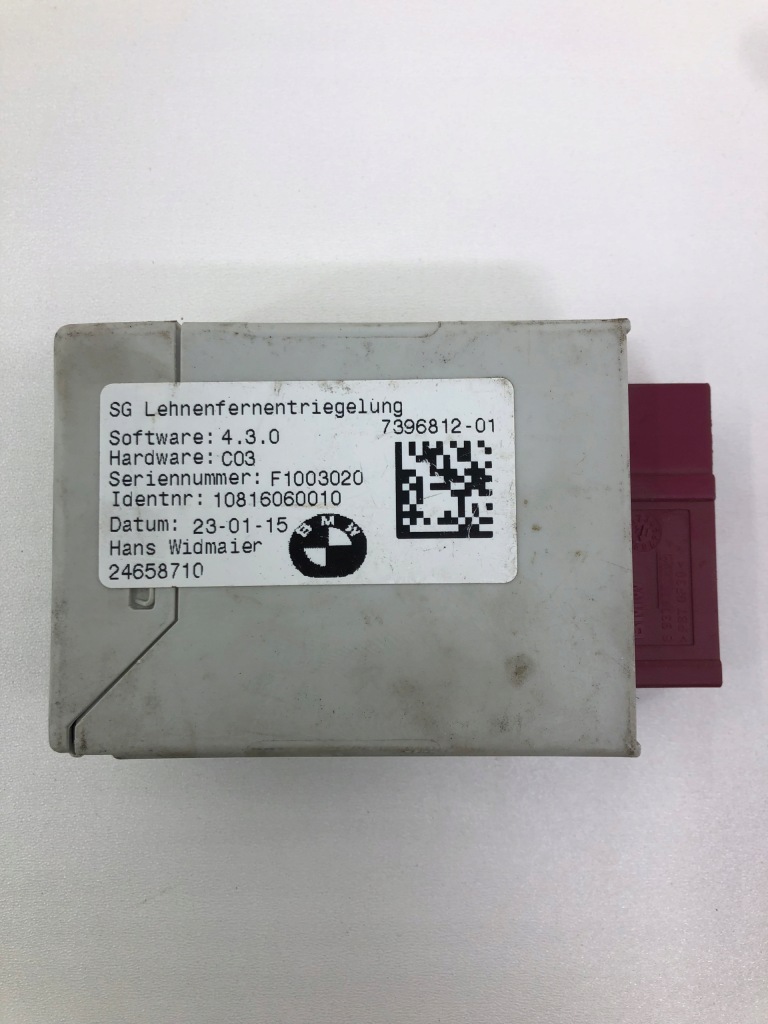 SG Lehnenfernentriegelung
7396812-01
Software: 4.3.0
Hardware: C03
Seriennummer: F1003020
Identnr: 10816060010
Datum: 23-01-15
BMW
Hans Widmaier
24658710